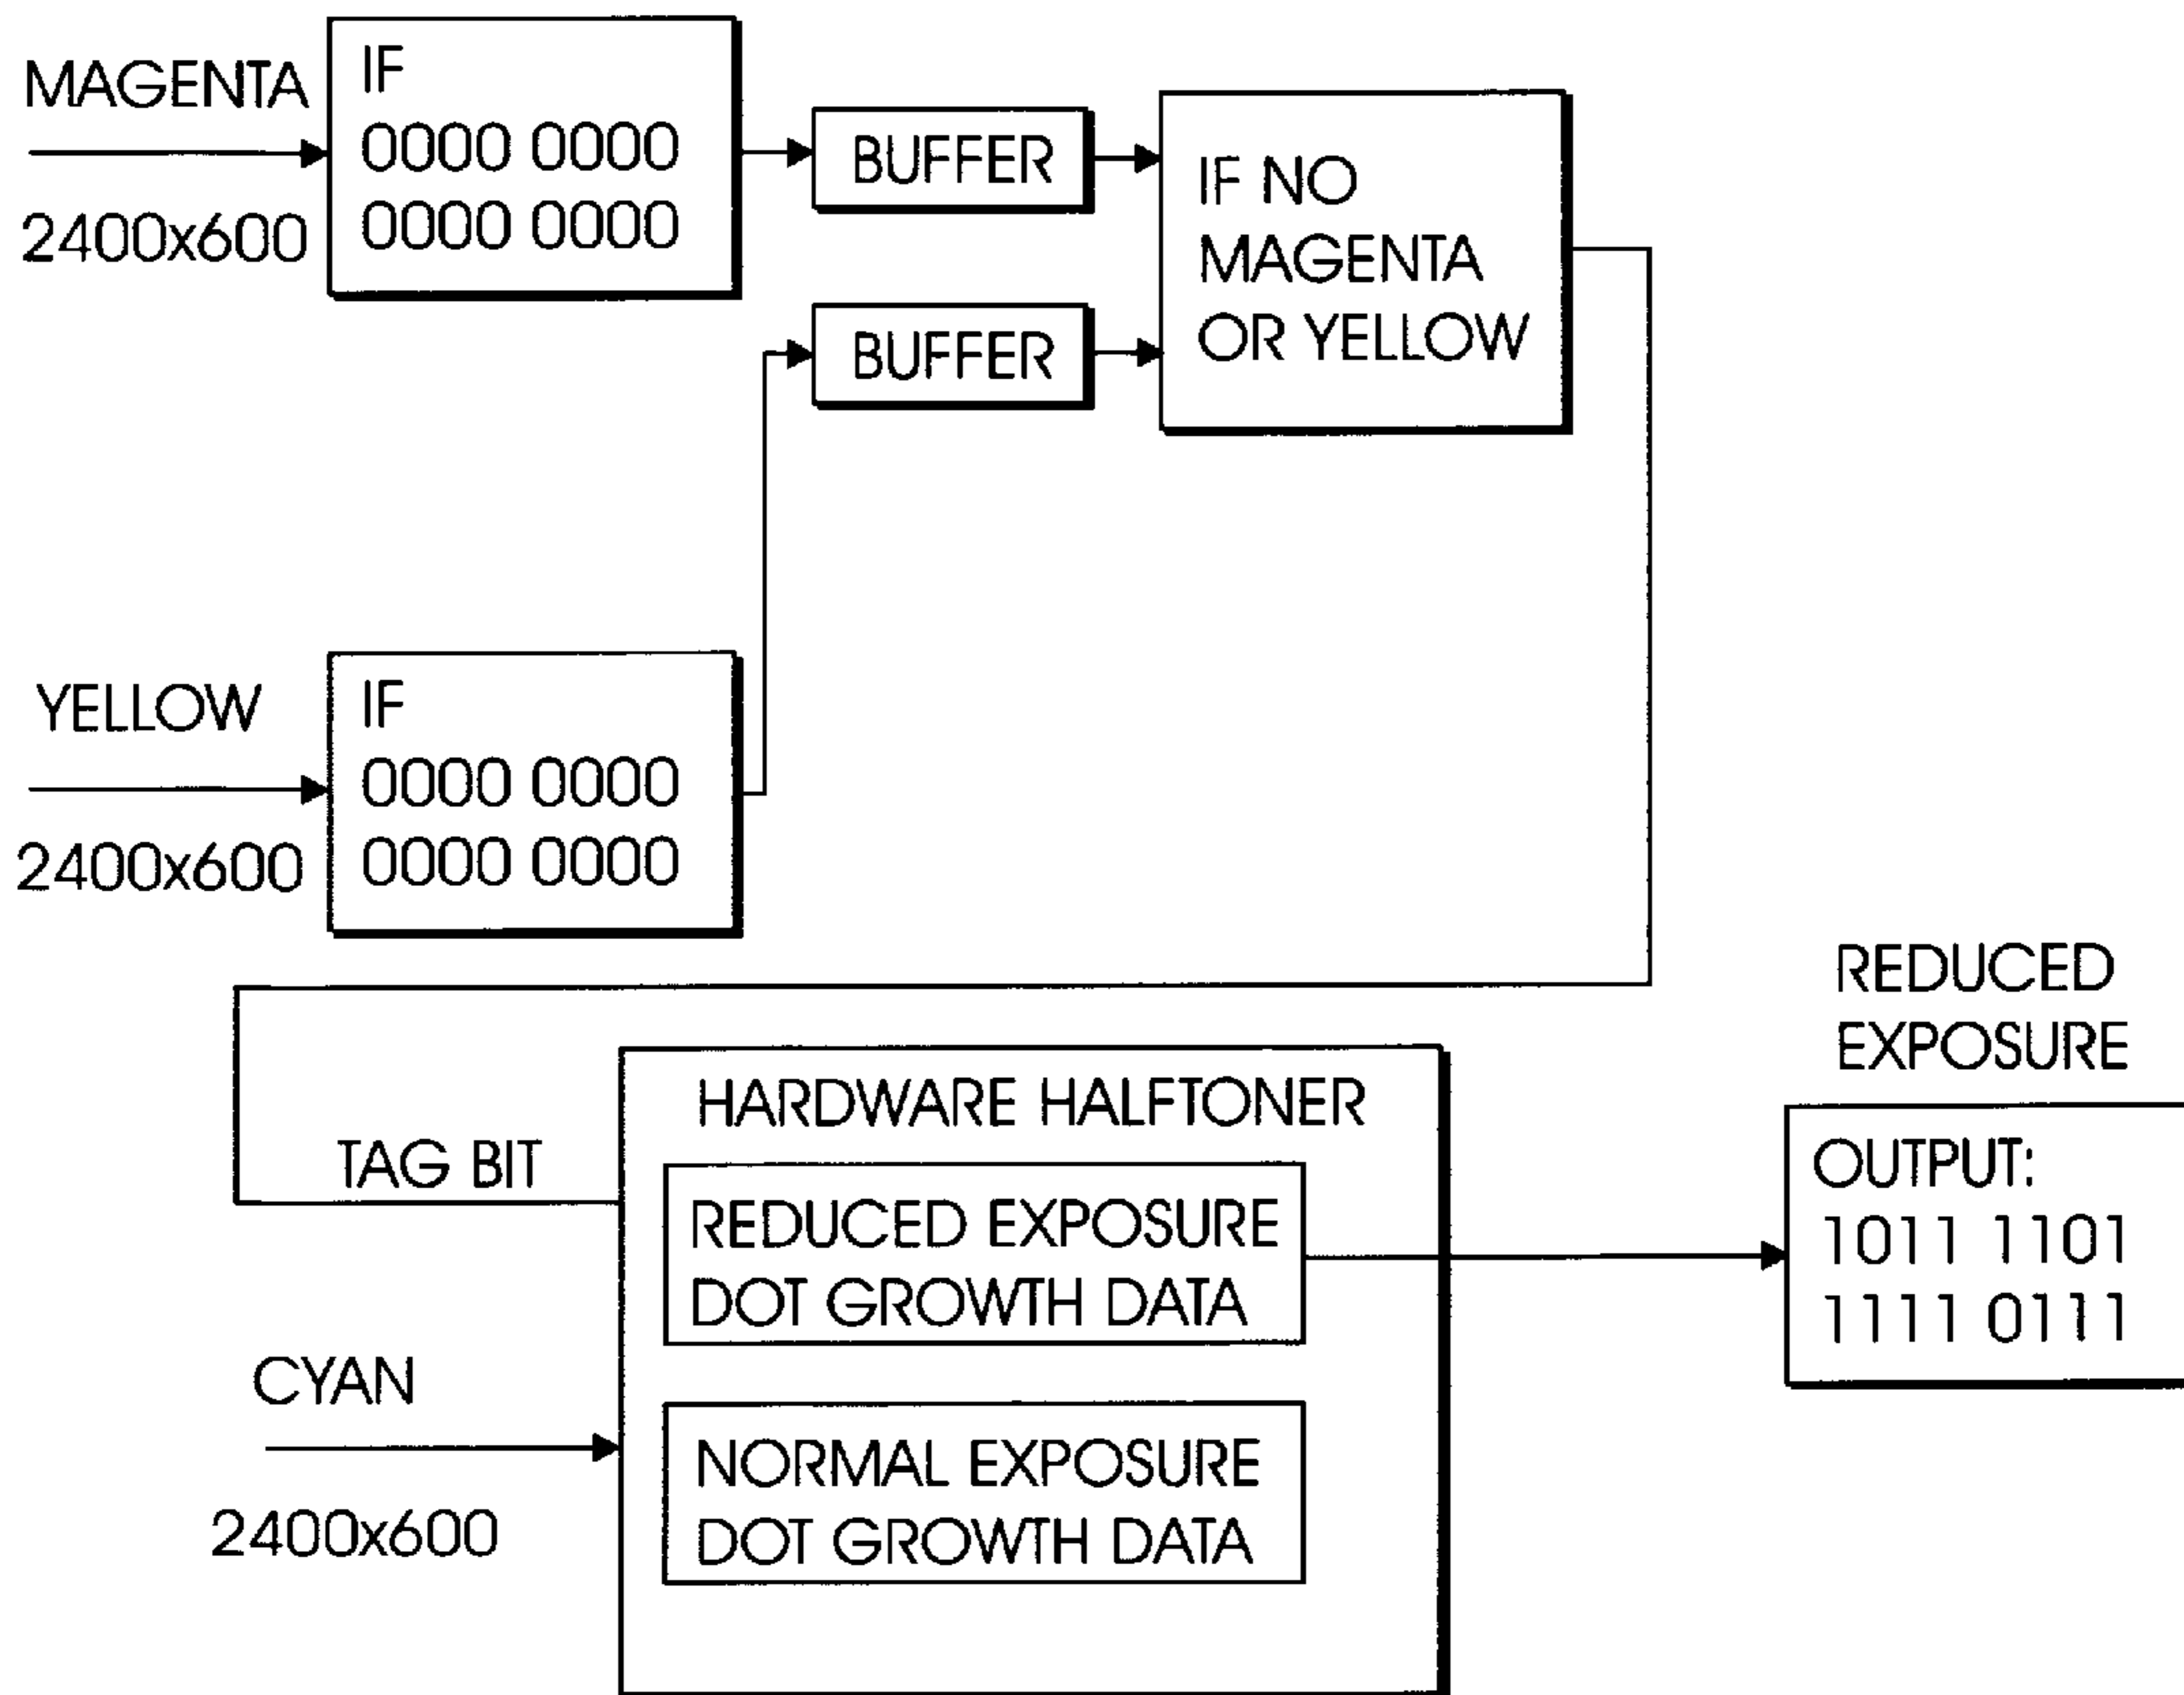 MAGENTA
2400x600
IF
0000 0000
0000 0000
BUFFER
BUFFER
IF NO
MAGENTA
OR YELLOW
YELLOW
2400x600
IF
0000 0000
0000 0000
TAG BIT
CYAN
2400x600
HARDWARE HALFTONER
REDUCED EXPOSURE
DOT GROWTH DATA
NORMAL EXPOSURE
DOT GROWTH DATA
REDUCED
EXPOSURE
OUTPUT:
1011 1101
1111 0111